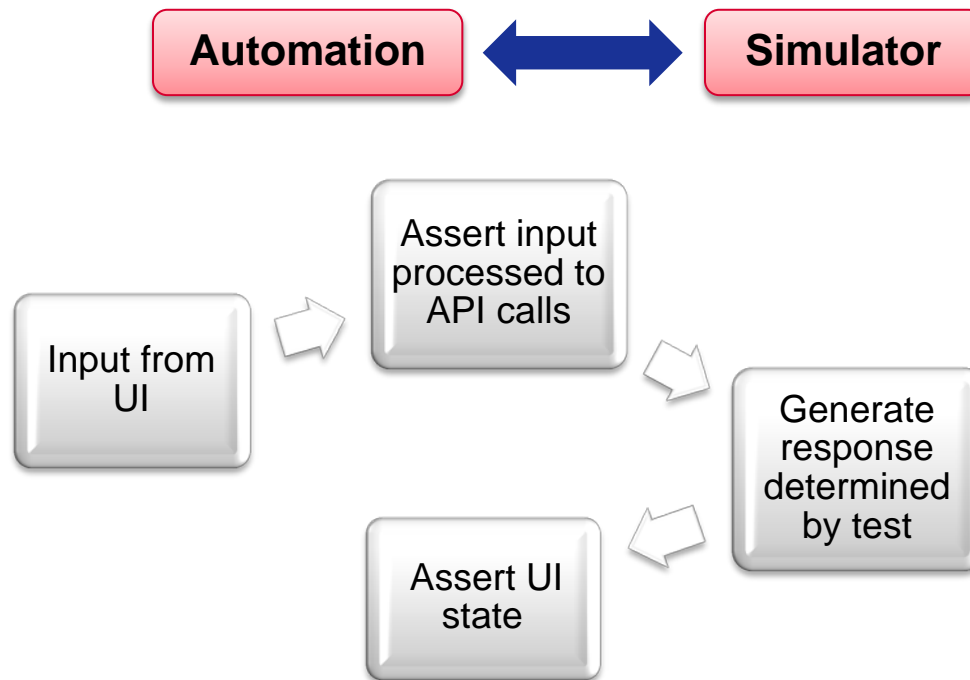 Automation
Simulator
Assert input
processed to
API calls
Input from
UI
Generate
response
determined
by test
Assert UI
state